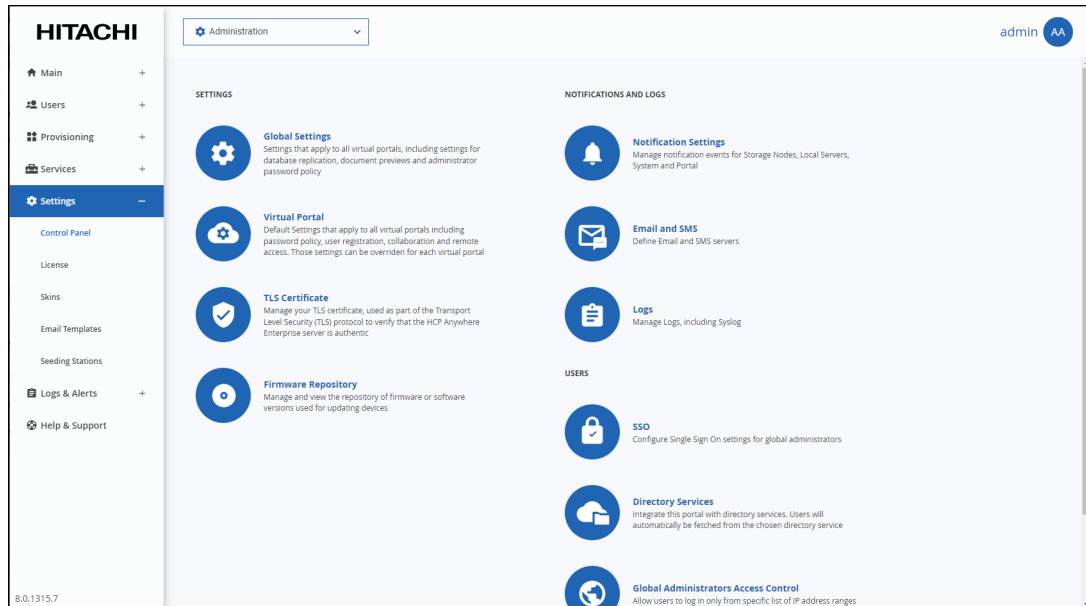 HITACHI
Administration
admin
AA
Main
Users
Provisioning
Services
Settings
Control Panel
License
Skins
Email Templates
Seeding Stations
Logs & Alerts
Help & Support
8.0.1315.7
SETTINGS
Global Settings
Settings that apply to all virtual portals, including settings for
database replication, document previews and administrator
password policy
Virtual Portal
Default Settings that apply to all virtual portals including
password policy, user registration, collaboration and remote
access. Those settings can be overriden for each virtual portal
TLS Certificate
Manage your TLS certificate, used as part of the Transport
Level Security (TLS) protocol to verify that the HCP Anywhere
Enterprise server is authentic
Firmware Repository
Manage and view the repository of firmware or software
versions used for updating devices
NOTIFICATIONS AND LOGS
Notification Settings
Manage notification events for Storage Nodes, Local Servers,
System and Portal
Email and SMS
Define Email and SMS servers
Logs
Manage Logs, including Syslog
USERS
SSO
Configure Single Sign On settings for global administrators
Directory Services
Integrate this portal with directory services. Users will
automatically be fetched from the chosen directory service
Global Administrators Access Control
Allow users to log in only from specific list of IP address ranges